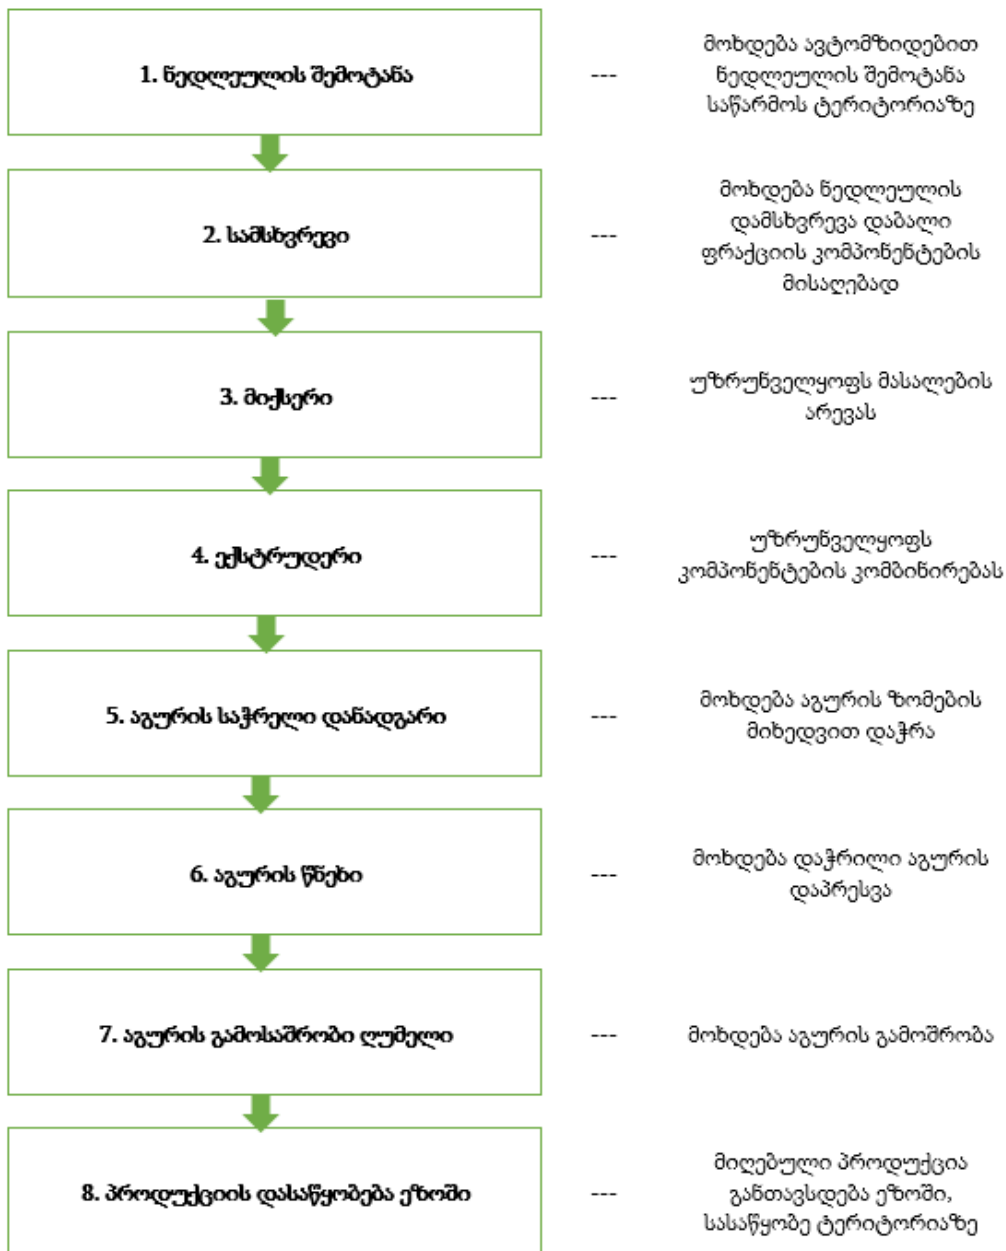 1. ნედლეულის შემოტანა
---
მოხდება ავტომზიდებით
ნედლეულის შემოტანა
საწარმოს ტერიტორიაზე
2. სამსხვრევი
---
მოხდება ნედლეულის
დამსხვრევა დაბალი
ფრაქციის კომპონენტების
მისაღებად
3. მიქსერი
---
უზრუნველყოფს მასალების
არევას
4. ექსტრუდერი
---
უზრუნველყოფს
კომპონენტების კომბინირებას
5. აგურის საჭრელი დანადგარი
---
მოხდება აგურის ზომების
მიხედვით დაჭრა
6. აგურის წნეხი
---
მოხდება დაჭრილი აგურის
დაპრესვა
7. აგურის გამოსაშრობი ღუმელი
---
მოხდება აგურის გამოშრობა
8. პროდუქციის დასაწყობება ეზოში
---
მიღებული პროდუქცია
განთავსდება ეზოში,
სასაწყობე ტერიტორიაზე